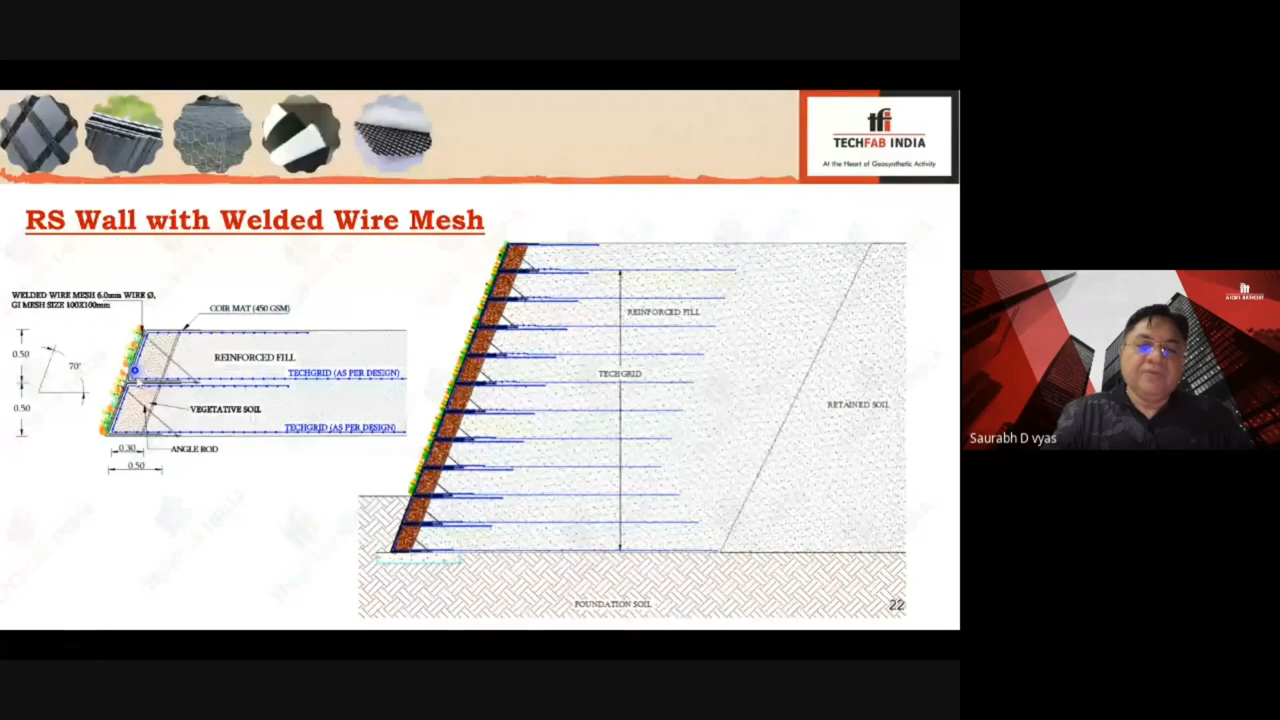 tfi
TECHFAB INDIA
At the Heart of Geosynthetic Activity
RS Wall with Welded Wire Mesh
WELDED WIRE MESH 6.0mm WIRE Ø,
GI MESH SIZE 100X100mm
COIR MAT (450 GSM)
0.50
70°
REINFORCED FILL
TECHGRID (AS PER DESIGN)
0.50
VEGETATIVE SOIL
TECHGRID (AS PER DESIGN)
0.30
ANGLE ROD
0.50
REINFORCED FILL
TECHGRID
RETAINED SOIL
FOUNDATION SOIL
22
Saurabh D vyas